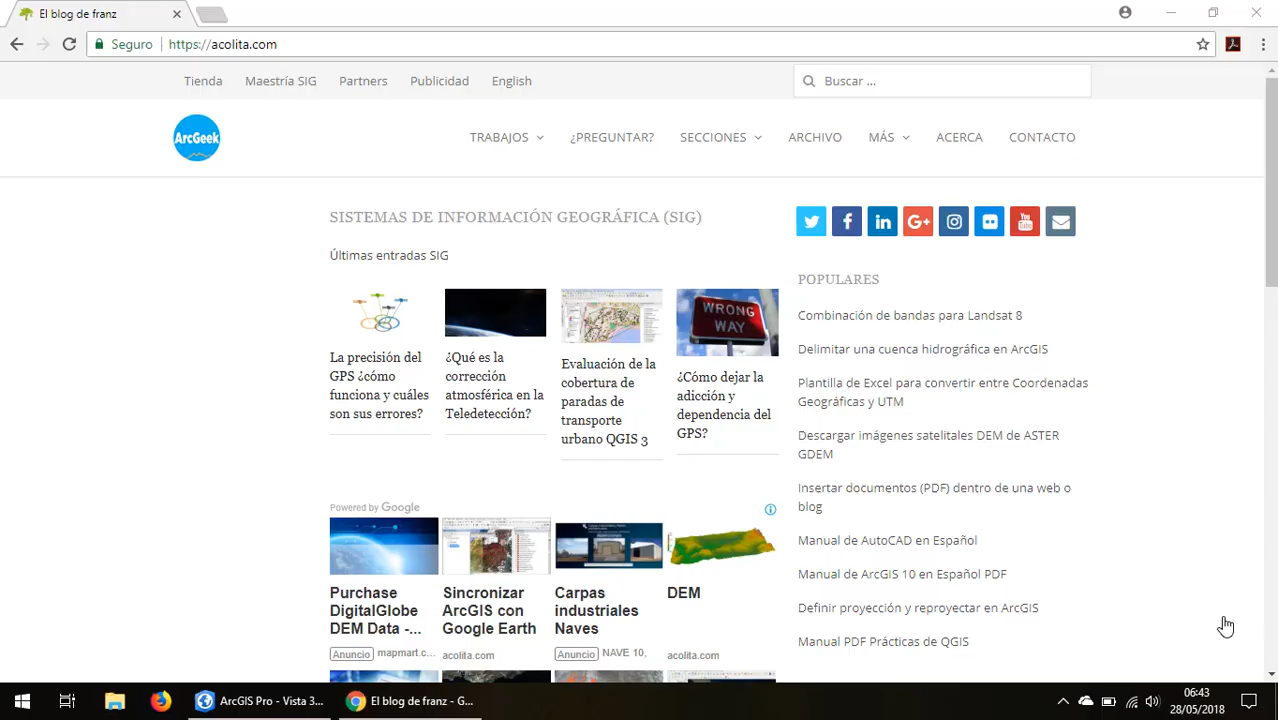 El blog de franz
Seguro
https://acolita.com
Tienda
Maestría SIG
Partners
Publicidad
English
Buscar ...
ArcGeek
TRABAJOS
¿PREGUNTAR?
SECCIONES
ARCHIVO
MÁS
ACERCA
CONTACTO
SISTEMAS DE INFORMACIÓN GEOGRÁFICA (SIG)
Últimas entradas SIG
La precisión del
GPS ¿cómo
funciona y cuáles
son sus errores?
¿Qué es la
corrección
atmosférica en la
Teledetección?
Evaluación de la
cobertura de
paradas de
transporte
urbano QGIS 3
WRONG
WAY
¿Cómo dejar la
adicción y
dependencia del
GPS?
Powered by Google
Purchase
DigitalGlobe
DEM Data -...
Anuncio mapmart.c...
Sincronizar
ArcGIS con
Google Earth
acolita.com
Carpas
industriales
Naves
Anuncio NAVE 10,
DEM
acolita.com
G+
You
Tube
POPULARES
Combinación de bandas para Landsat 8
Delimitar una cuenca hidrográfica en ArcGIS
Plantilla de Excel para convertir entre Coordenadas
Geográficas y UTM
Descargar imágenes satelitales DEM de ASTER
GDEM
Insertar documentos (PDF) dentro de una web o
blog
Manual de AutoCAD en Español
Manual de ArcGIS 10 en Español PDF
Definir proyección y reproyectar en ArcGIS
Manual PDF Prácticas de QGIS
ArcGIS Pro - Vista 3...
El blog de franz - G...
06:43
28/05/2018